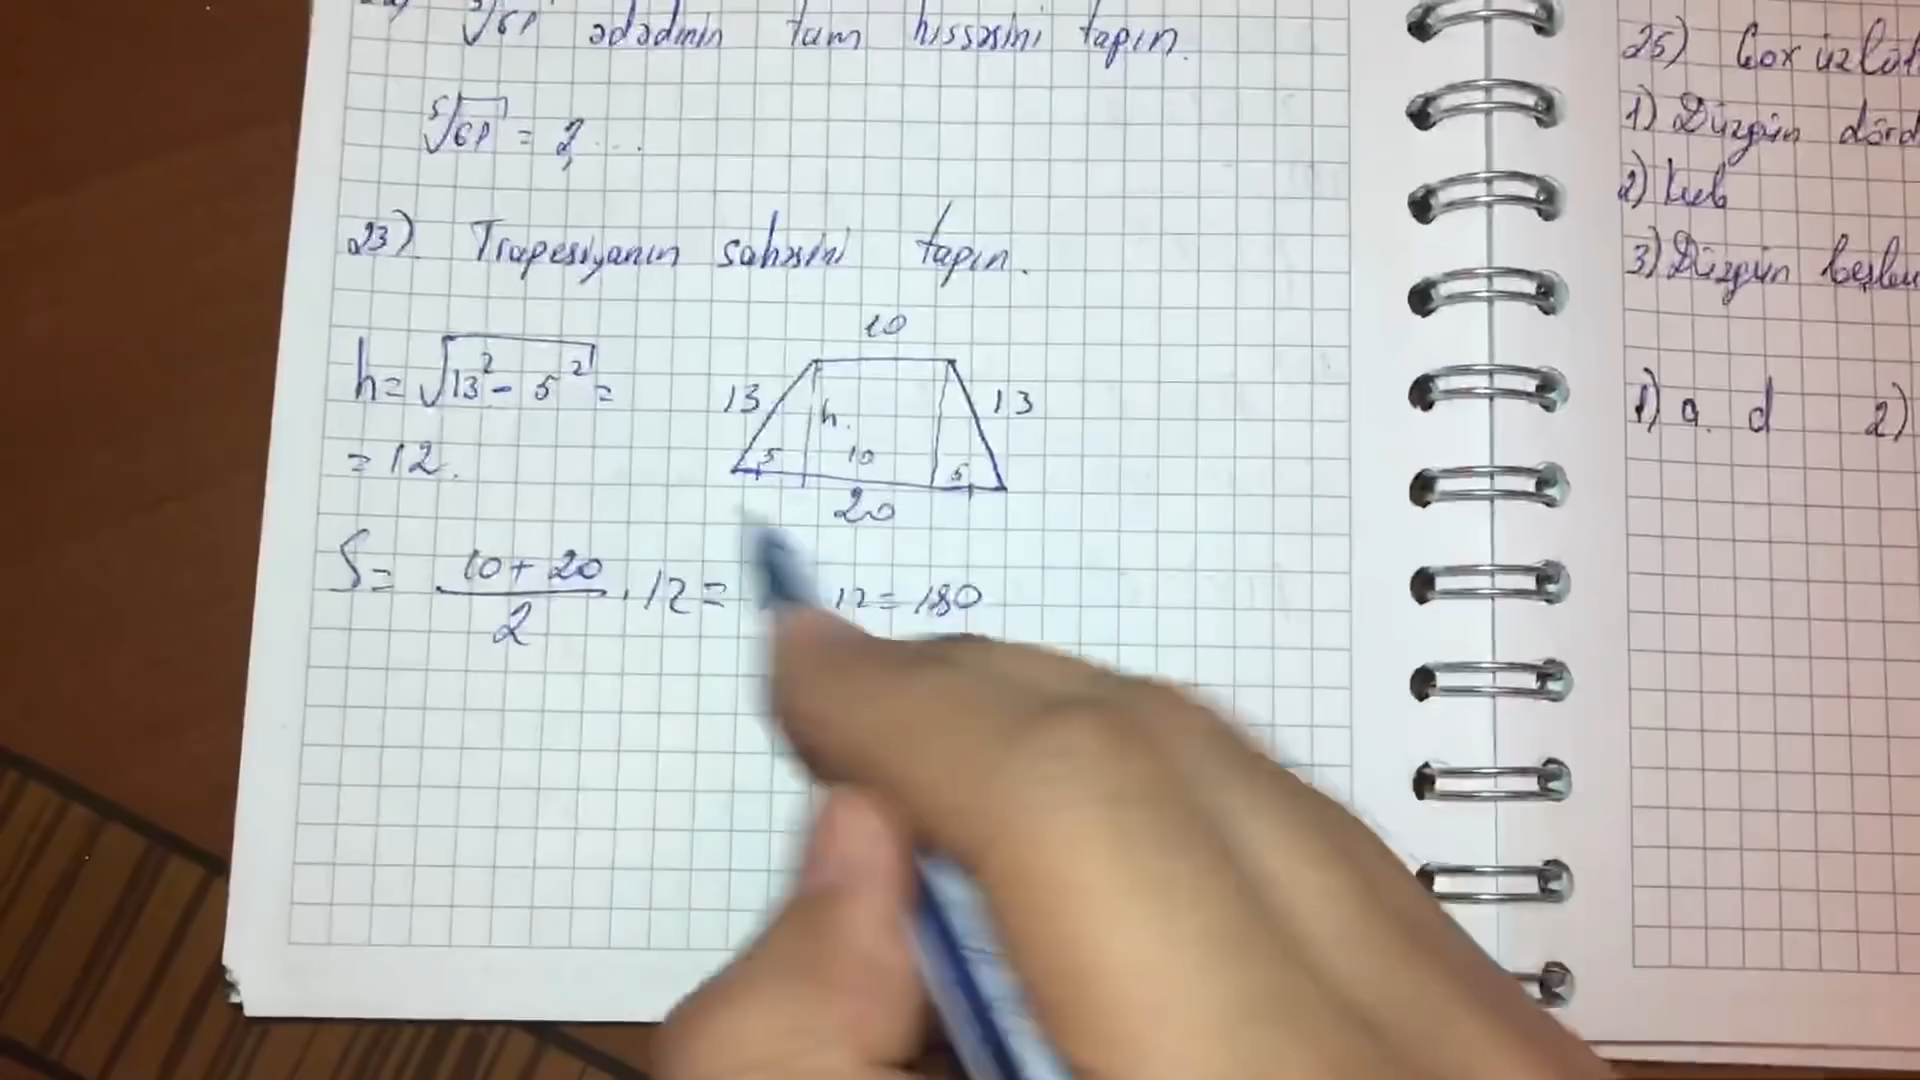 ədədinin tam hissəsini tapın.
⁵√61 = 2, ...
23). Trapesiyanın sahəsini tapın.
10
h = √13² - 5² =
13
h.
13
= 12.
5
10
5
20
S = (10 + 20)/2 · 12 =
12 = 180
25) Çox üzlül
1) Düzgün dörd
2) kub
3) Düzgün beşbu
1) a. d 2)